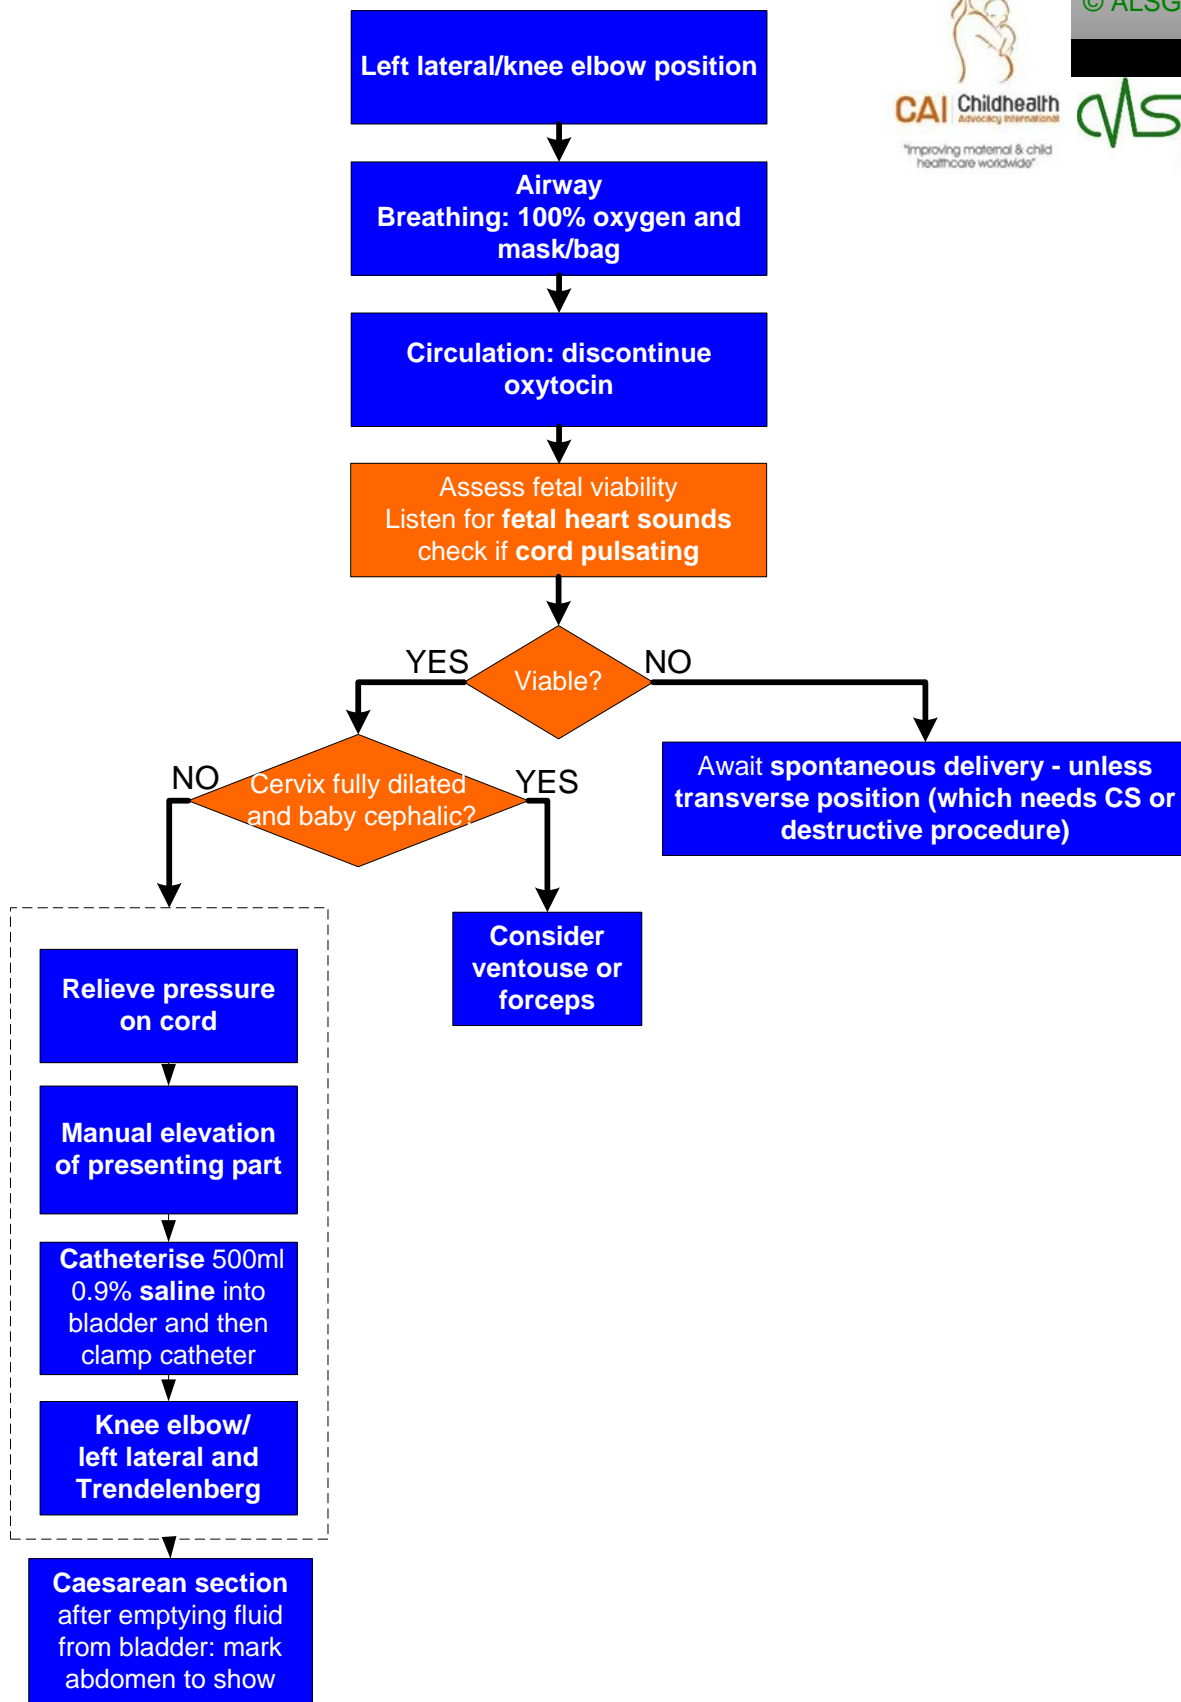 © ALSG
CAI Childhealth
Advocacy International
"Improving maternal & child
healthcare worldwide"
Left lateral/knee elbow position
Airway
Breathing: 100% oxygen and
mask/bag
Circulation: discontinue
oxytocin
Assess fetal viability
Listen for fetal heart sounds
check if cord pulsating
Viable?
YES
NO
Cervix fully dilated
and baby cephalic?
NO
YES
Await spontaneous delivery - unless
transverse position (which needs CS or
destructive procedure)
Consider
ventouse or
forceps
Relieve pressure
on cord
Manual elevation
of presenting part
Catheterise 500ml
0.9% saline into
bladder and then
clamp catheter
Knee elbow/
left lateral and
Trendelenberg
Caesarean section
after emptying fluid
from bladder: mark
abdomen to show